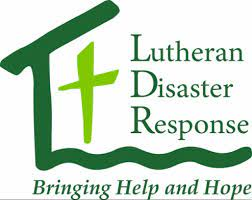 Lutheran
Disaster
Response
Bringing Help and Hope